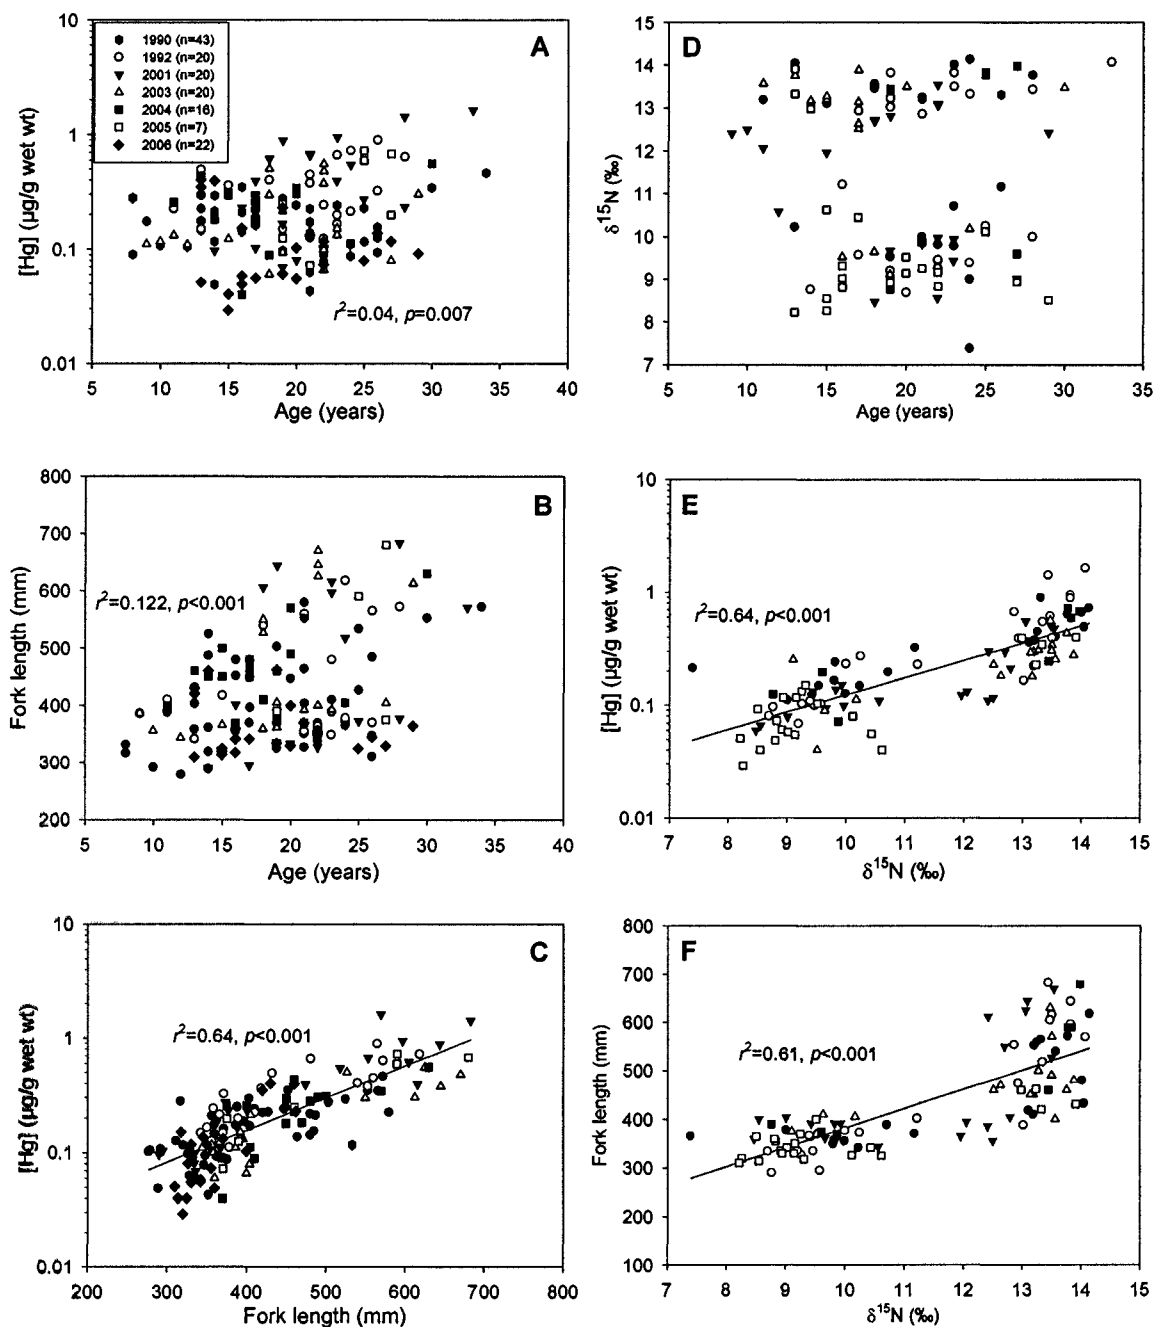 A
1990 (n=43)
1992 (n=20)
2001 (n=20)
2003 (n=20)
2004 (n=16)
2005 (n=7)
2006 (n=22)
10
1
0.1
0.01
[Hg] (µg/g wet wt)
r²=0.04, p=0.007
5 10 15 20 25 30 35 40
Age (years)
D
15
14
13
12
11
10
9
8
7
δ¹⁵N (‰)
5 10 15 20 25 30 35
Age (years)
B
800
700
600
500
400
300
200
Fork length (mm)
r²=0.122, p<0.001
5 10 15 20 25 30 35 40
Age (years)
E
10
1
0.1
0.01
[Hg] (µg/g wet wt)
r²=0.64, p<0.001
7 8 9 10 11 12 13 14 15
δ¹⁵N (‰)
C
10
1
0.1
0.01
[Hg] (µg/g wet wt)
r²=0.64, p<0.001
200 300 400 500 600 700 800
Fork length (mm)
F
800
700
600
500
400
300
200
100
Fork length (mm)
r²=0.61, p<0.001
7 8 9 10 11 12 13 14 15
δ¹⁵N (‰)